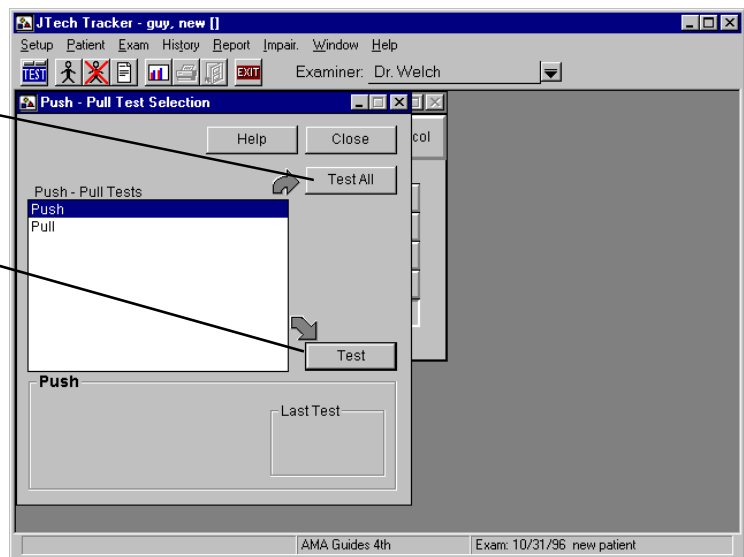 JTech Tracker - guy, new []
Setup Patient Exam History Report Impair. Window Help
TEST EXIT Examiner: Dr. Welch
Push - Pull Test Selection
Help Close col
Test All
Push - Pull Tests
Push
Pull
Test
Push
Last Test
AMA Guides 4th Exam: 10/31/96 new patient